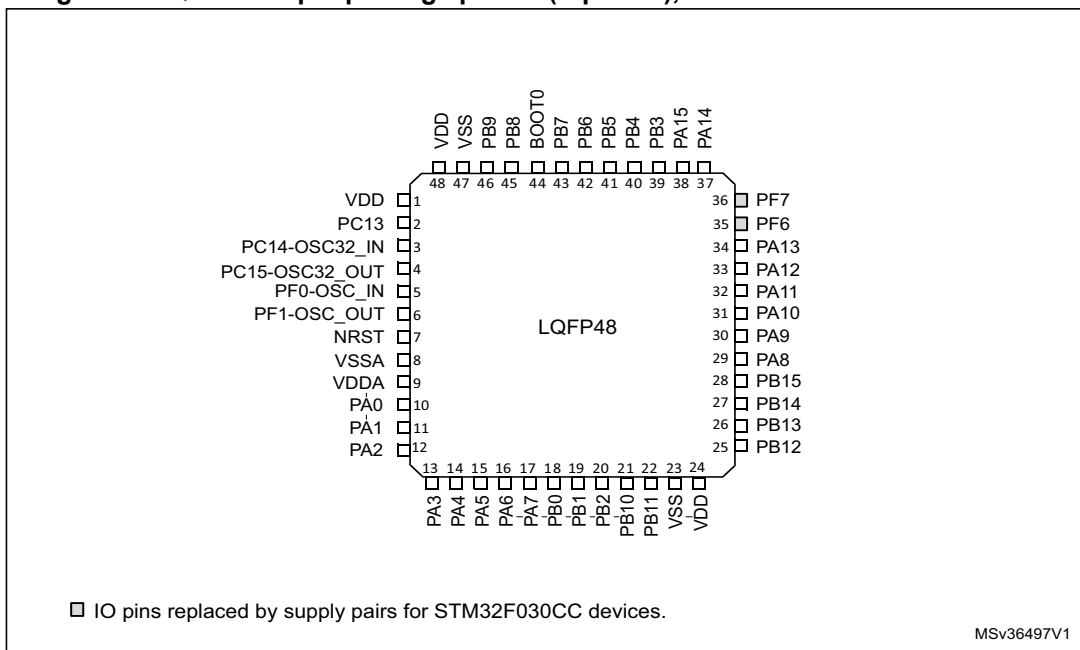 VDD
VSS
PB9
PB8
BOOT0
PB7
PB6
PB5
PB4
PB3
PA15
PA14
48 47 46 45 44 43 42 41 40 39 38 37
VDD 1
PC13 2
PC14-OSC32_IN 3
PC15-OSC32_OUT 4
PF0-OSC_IN 5
PF1-OSC_OUT 6
NRST 7
VSSA 8
VDDA 9
PA0 10
PA1 11
PA2 12
LQFP48
36 PF7
35 PF6
34 PA13
33 PA12
32 PA11
31 PA10
30 PA9
29 PA8
28 PB15
27 PB14
26 PB13
25 PB12
13 14 15 16 17 18 19 20 21 22 23 24
PA3
PA4
PA5
PA6
PA7
PB0
PB1
PB2
PB10
PB11
VSS
VDD
IO pins replaced by supply pairs for STM32F030CC devices.
MSv36497V1